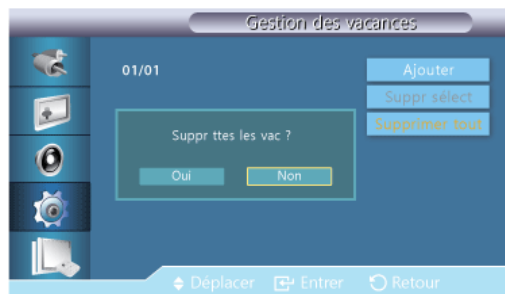 Gestion des vacances
01/01
Ajouter
Suppr sélect
Supprimer tout
Suppr ttes les vac ?
Oui Non
Déplacer Entrer Retour